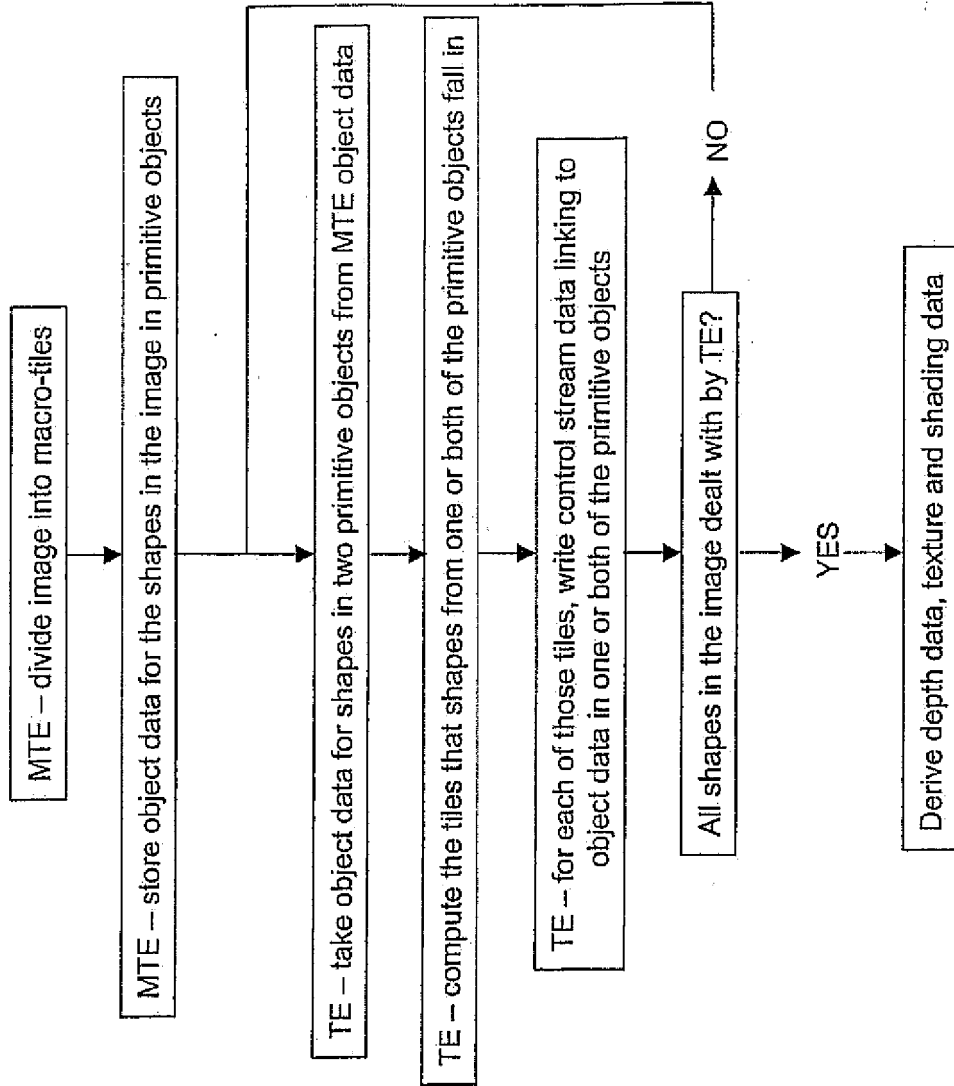 MTE – divide image into macro-tiles
MTE – store object data for the shapes in the image in primitive objects
TE – take object data for shapes in two primitive objects from MTE object data
TE – compute the tiles that shapes from one or both of the primitive objects fall in
TE – for each of those tiles, write control stream data linking to
object data in one or both of the primitive objects
All shapes in the image dealt with by TE?
NO
YES
Derive depth data, texture and shading data